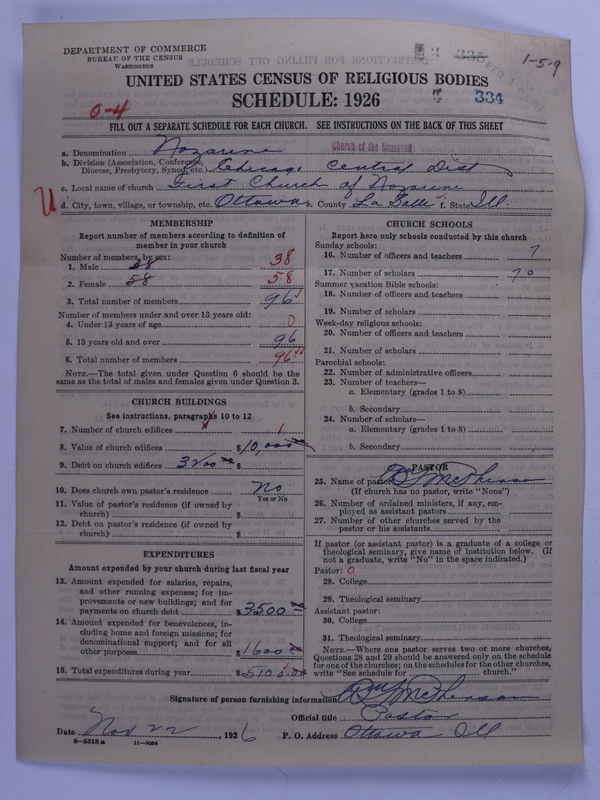 DEPARTMENT OF COMMERCE
BUREAU OF THE CENSUS
WASHINGTON
335
1-5-9
UNITED STATES CENSUS OF RELIGIOUS BODIES
SCHEDULE: 1926
0-4
334
FILL OUT A SEPARATE SCHEDULE FOR EACH CHURCH. SEE INSTRUCTIONS ON THE BACK OF THIS SHEET
Church of the Nazarene
a. Denomination Nazarene
b. Division (Association, Conference, Diocese, Presbytery, Synod, etc.) Chicago Central Dist
c. Local name of church First Church of Nazarene
d. City, town, village, or township, etc. Ottawa e. County La Salle f. State Ill.
MEMBERSHIP
Report number of members according to definition of
member in your church
Number of members, by sex:
1. Male 38 38
2. Female 58 58
3. Total number of members 96
Number of members under and over 13 years old:
4. Under 13 years of age 0
5. 13 years old and over 96
6. Total number of members 96
NOTE.—The total given under Question 6 should be the
same as the total of males and females given under Question 3.
CHURCH BUILDINGS
See instructions, paragraphs 10 to 12
7. Number of church edifices 1
8. Value of church edifices $10,000
9. Debt on church edifices 3200
10. Does church own pastor's residence No
Yes or No
11. Value of pastor's residence (if owned by
church) $
12. Debt on pastor's residence (if owned by
church) $
EXPENDITURES
Amount expended by your church during last fiscal year
13. Amount expended for salaries, repairs,
and other running expenses; for im-
provements or new buildings; and for
payments on church debt $3500
14. Amount expended for benevolences, in-
cluding home and foreign missions; for
denominational support; and for all
other purposes $1600
15. Total expenditures during year $5100.00
CHURCH SCHOOLS
Report here only schools conducted by this church
Sunday schools:
16. Number of officers and teachers 7
17. Number of scholars 70
Summer vacation Bible schools:
18. Number of officers and teachers
19. Number of scholars
Week-day religious schools:
20. Number of officers and teachers
21. Number of scholars
Parochial schools:
22. Number of administrative officers
23. Number of teachers—
a. Elementary (grades 1 to 8)
b. Secondary
24. Number of scholars—
a. Elementary (grades 1 to 8)
b. Secondary
PASTOR
25. Name of pastor McPherson
(If church has no pastor, write "None")
26. Number of ordained ministers, if any, em-
ployed as assistant pastors
27. Number of other churches served by the
pastor or his assistants
If pastor (or assistant pastor) is a graduate of a college or
theological seminary, give name of institution below. (If
not a graduate, write "No" in the space indicated.)
Pastor: 0
28. College
29. Theological seminary
Assistant pastor:
30. College
31. Theological seminary
NOTE.—Where one pastor serves two or more churches,
Questions 28 and 29 should be answered only on the schedule
for one of the churches; on the schedules for the other churches,
write "See schedule for church."
Signature of person furnishing information McPherson
Official title Pastor
Date Nov 22, 1926 P. O. Address Ottawa Ill
6-5318a 11-9084